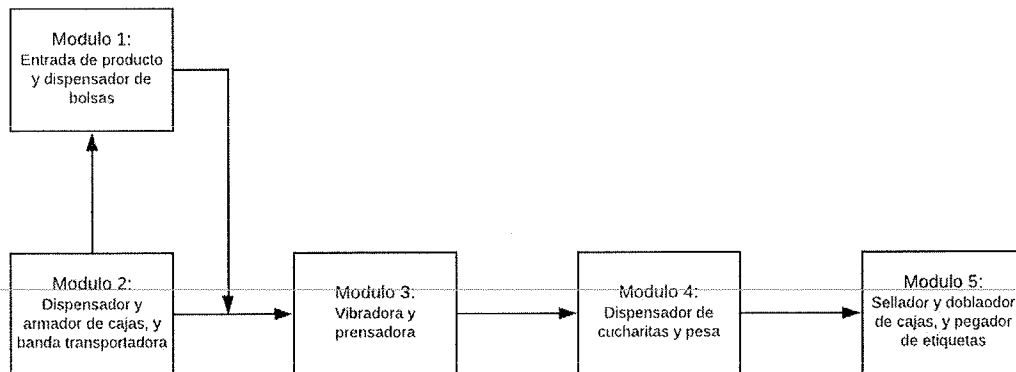 Modulo 1:
Entrada de producto
y dispensador de
bolsas
Modulo 2:
Dispensador y
armador de cajas, y
banda transportadora
Modulo 3:
Vibradora y
prensadora
Modulo 4:
Dispensador de
cucharitas y pesa
Modulo 5:
Sellador y doblaodor
de cajas, y pegador
de etiquetas